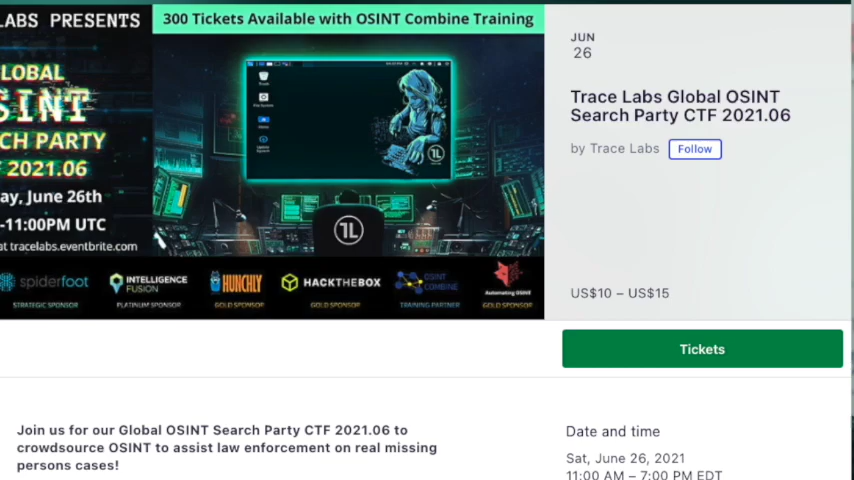 LABS PRESENTS
300 Tickets Available with OSINT Combine Training
LOBAL
SINT
CH PARTY
F 2021.06
ay, June 26th
-11:00PM UTC
at tracelabs.eventbrite.com
spiderfoot
STRATEGIC SPONSOR
INTELLIGENCE
FUSION
PLATINUM SPONSOR
HUNCHLY
GOLD SPONSOR
HACKTHEBOX
GOLD SPONSOR
OSINT
COMBINE
TRAINING PARTNER
Automating OSINT
GOLD SPONSOR
JUN
26
Trace Labs Global OSINT
Search Party CTF 2021.06
by Trace Labs Follow
US$10 – US$15
Tickets
Join us for our Global OSINT Search Party CTF 2021.06 to
crowdsource OSINT to assist law enforcement on real missing
persons cases!
Date and time
Sat, June 26, 2021
11:00 AM – 7:00 PM EDT